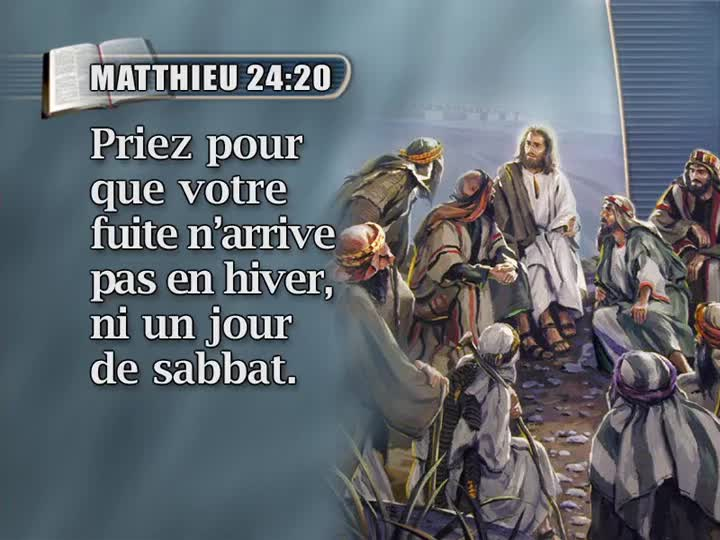 MATTHIEU 24:20
Priez pour
que votre
fuite n’arrive
pas en hiver,
ni un jour
de sabbat.